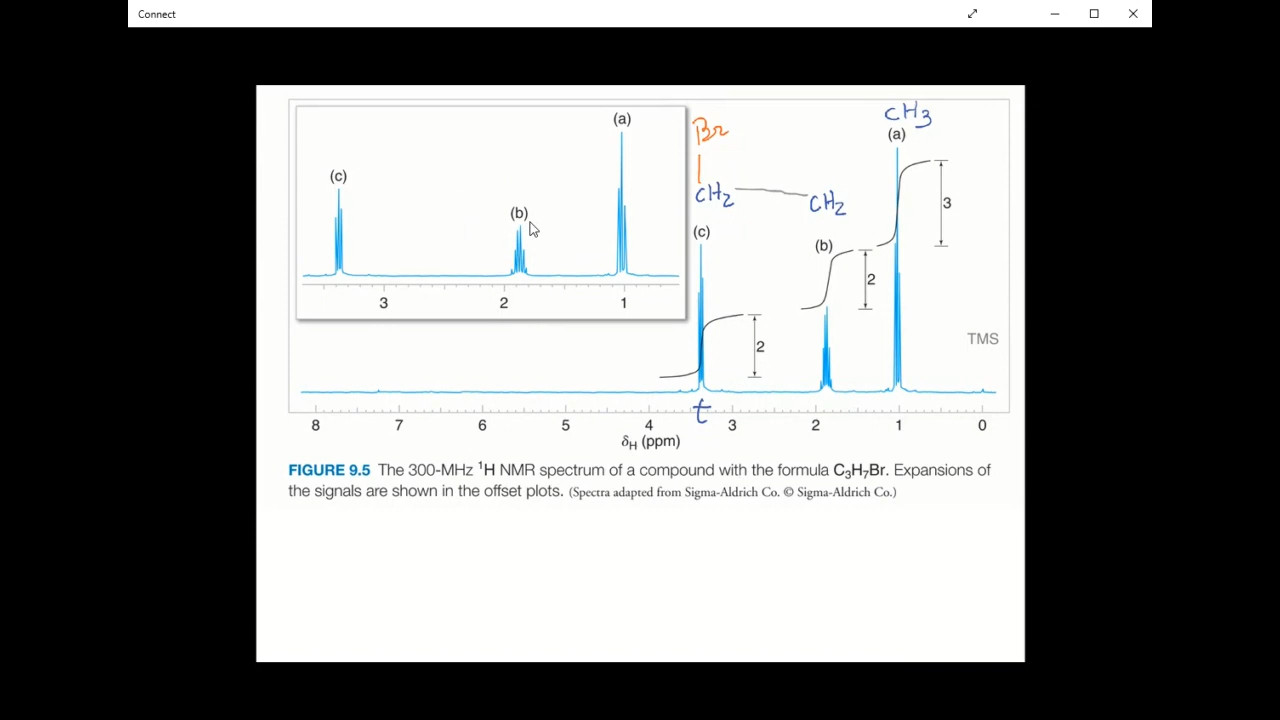 Connect
(a)
(c)
(b)
3 2 1
Br
CH3
(a)
CH2 CH2
3
(c)
(b)
2
2
TMS
t
8 7 6 5 4 3 2 1 0
δH (ppm)
FIGURE 9.5 The 300-MHz ¹H NMR spectrum of a compound with the formula C₃H₇Br. Expansions of
the signals are shown in the offset plots. (Spectra adapted from Sigma-Aldrich Co. © Sigma-Aldrich Co.)